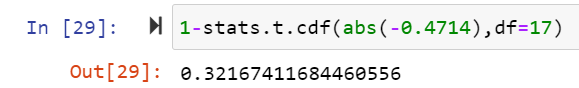 In [29]: 1-stats.t.cdf(abs(-0.4714),df=17)
Out[29]: 0.32167411684460556